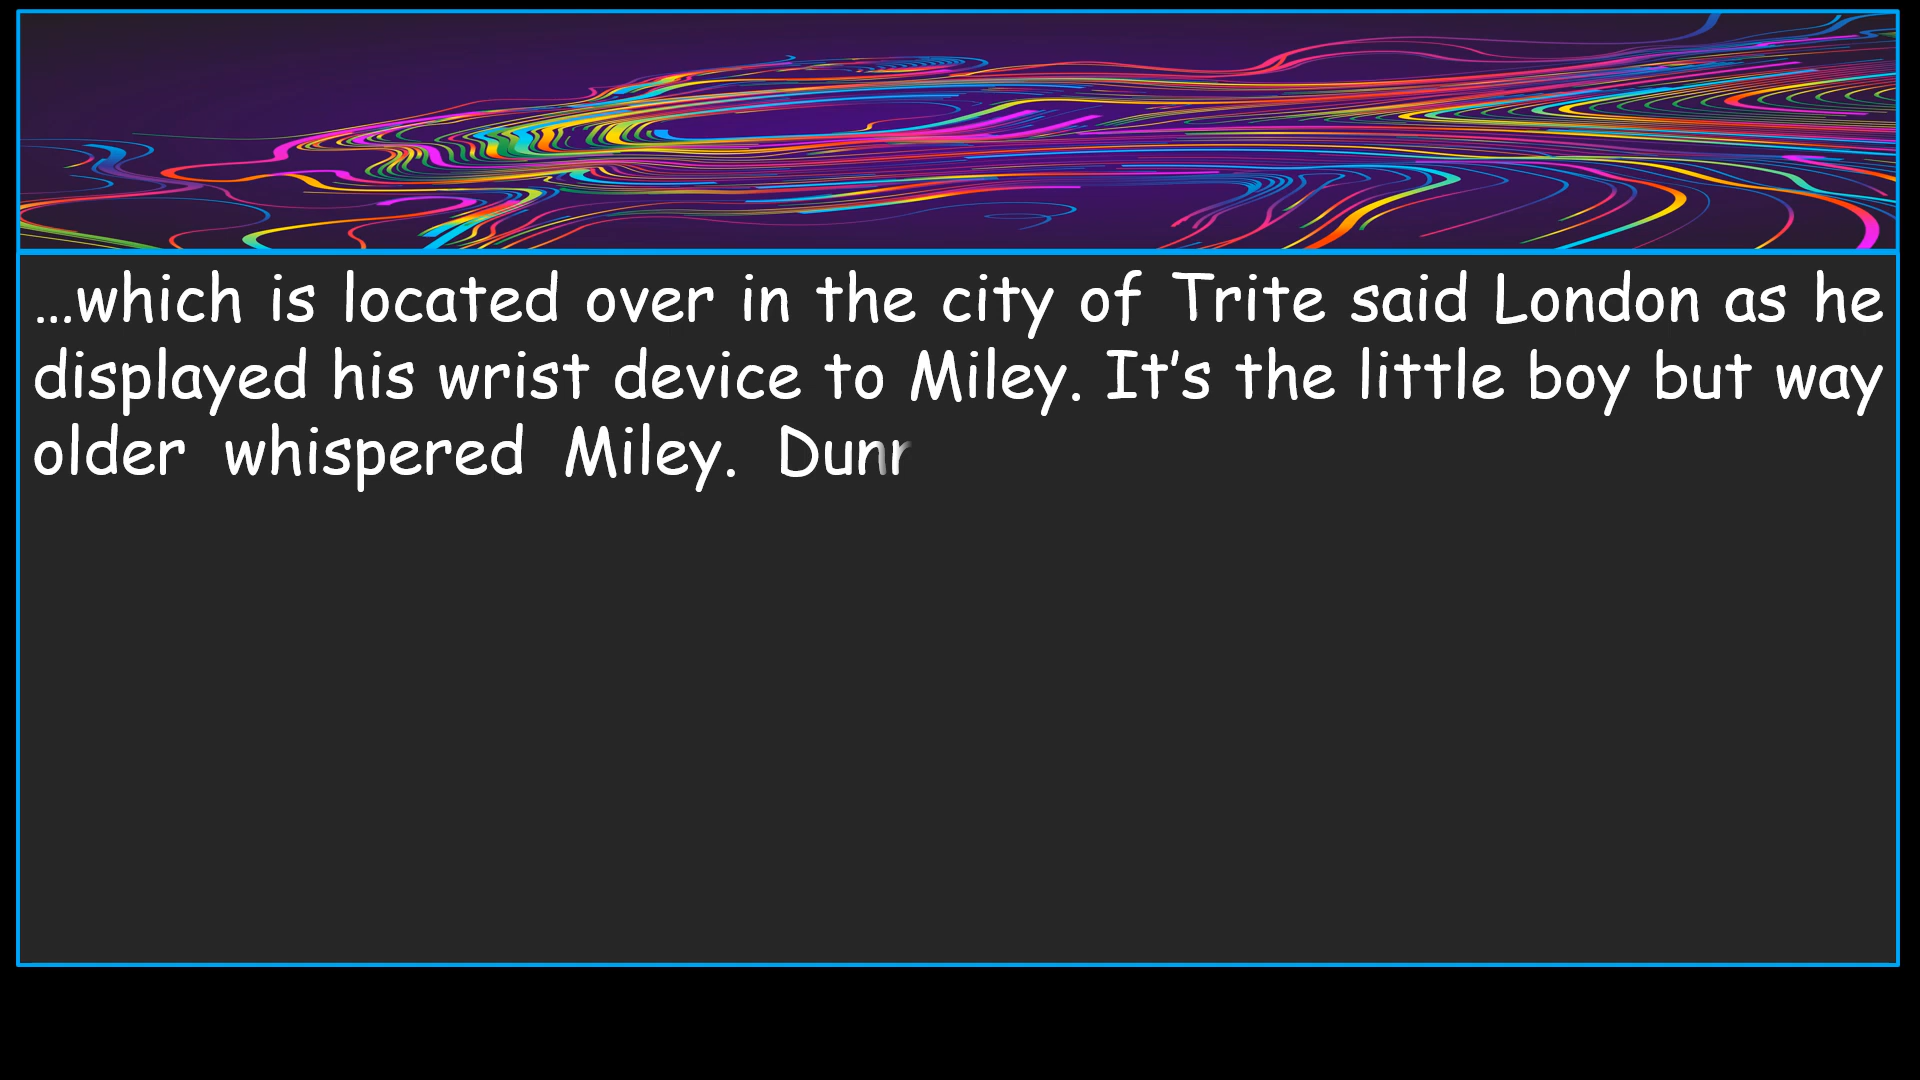 ...which is located over in the city of Trite said London as he
displayed his wrist device to Miley. It's the little boy but way
older whispered Miley.